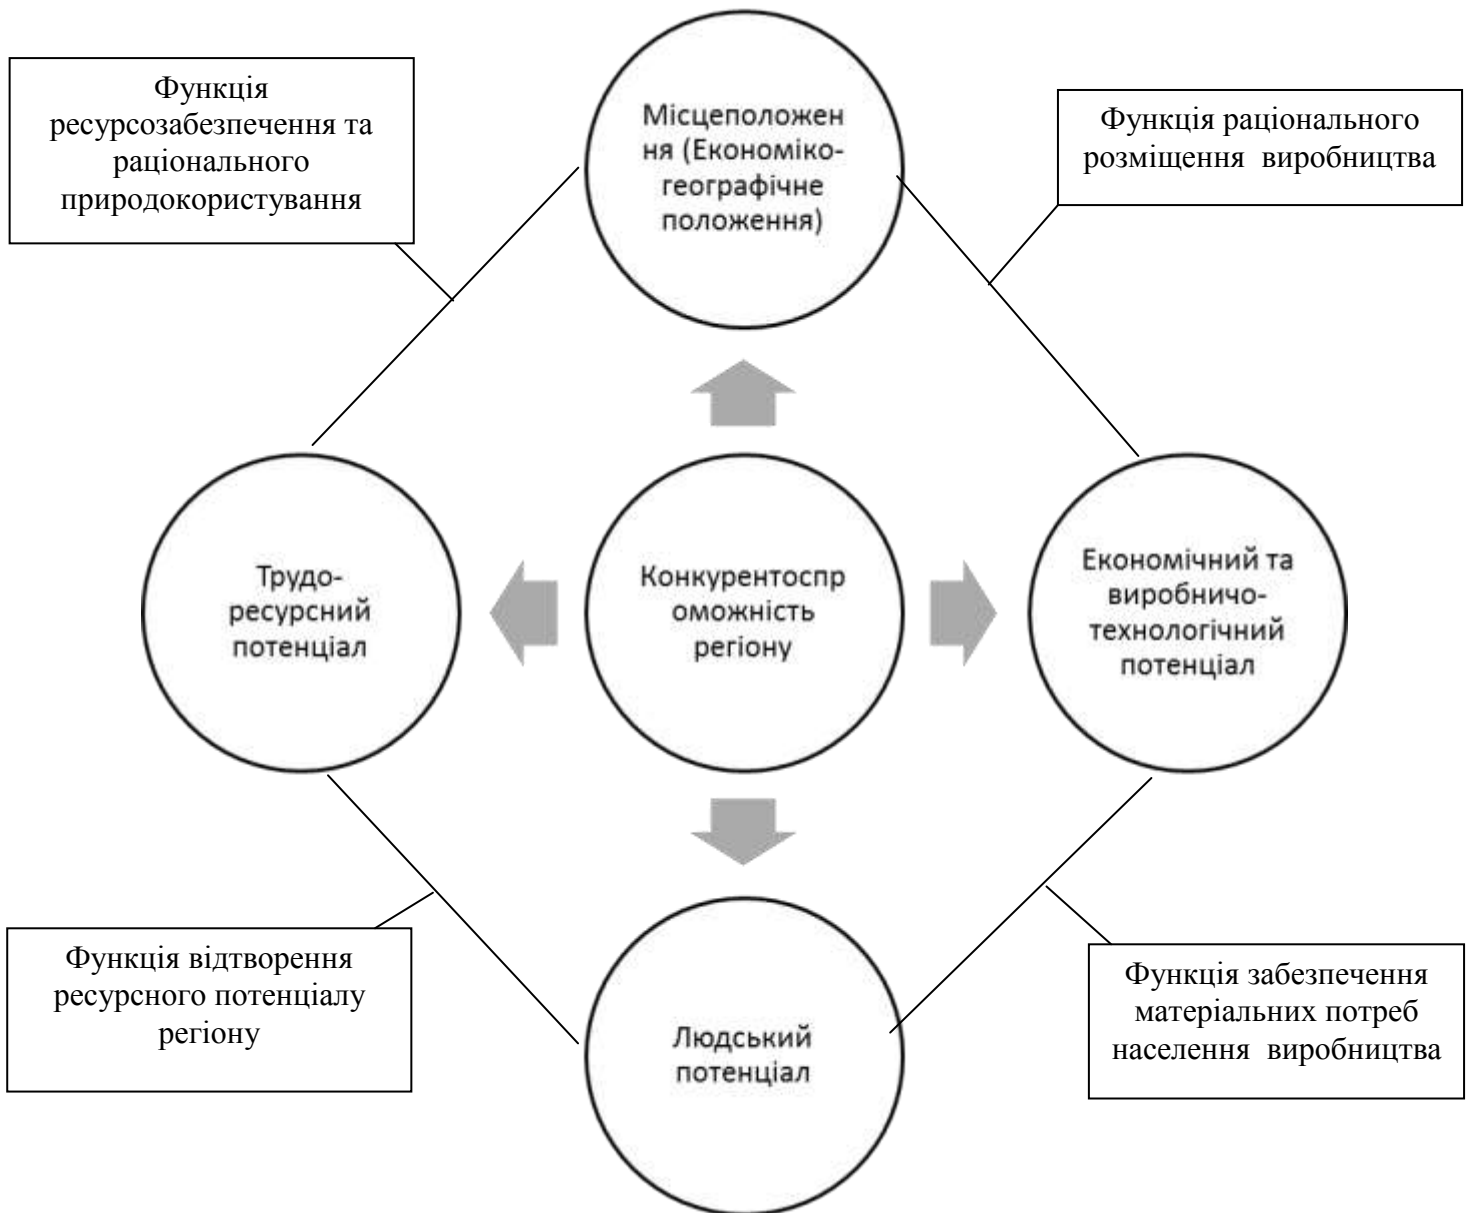 Функція
ресурсозабезпечення та
раціонального
природокористування
Місцеположен
ня (Економіко-
географічне
положення)
Функція раціонального
розміщення виробництва
Трудо-
ресурсний
потенціал
Конкурентоспр
оможність
регіону
Економічний та
виробничо-
технологічний
потенціал
Функція відтворення
ресурсного потенціалу
регіону
Людський
потенціал
Функція забезпечення
матеріальних потреб
населення виробництва